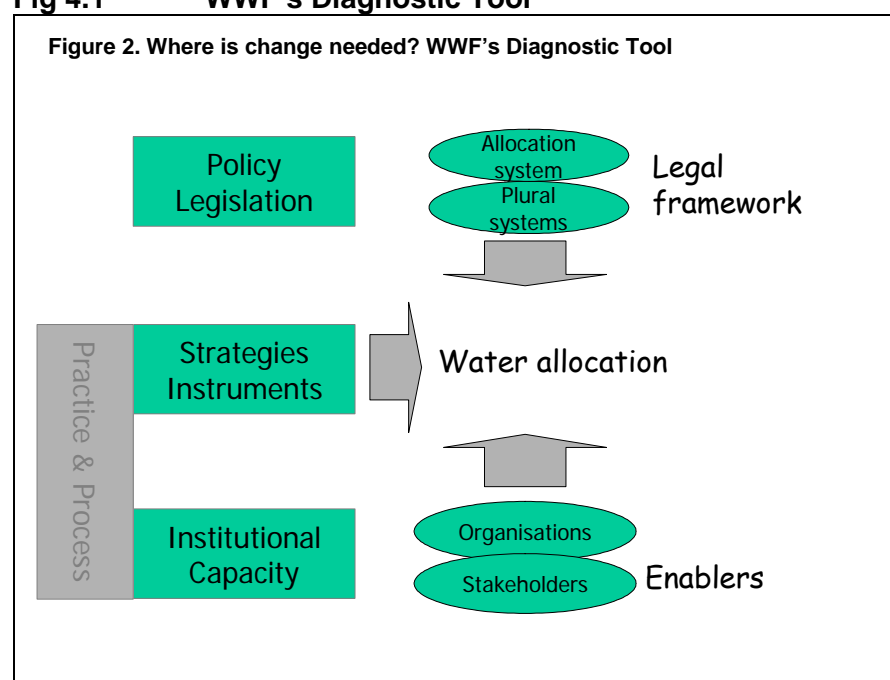 Fig 4.1 WWF's Diagnostic Tool
Figure 2. Where is change needed? WWF's Diagnostic Tool
Policy
Legislation
Allocation
system
Plural
systems
Legal
framework
Practice & Process
Strategies
Instruments
Water allocation
Institutional
Capacity
Organisations
Stakeholders
Enablers